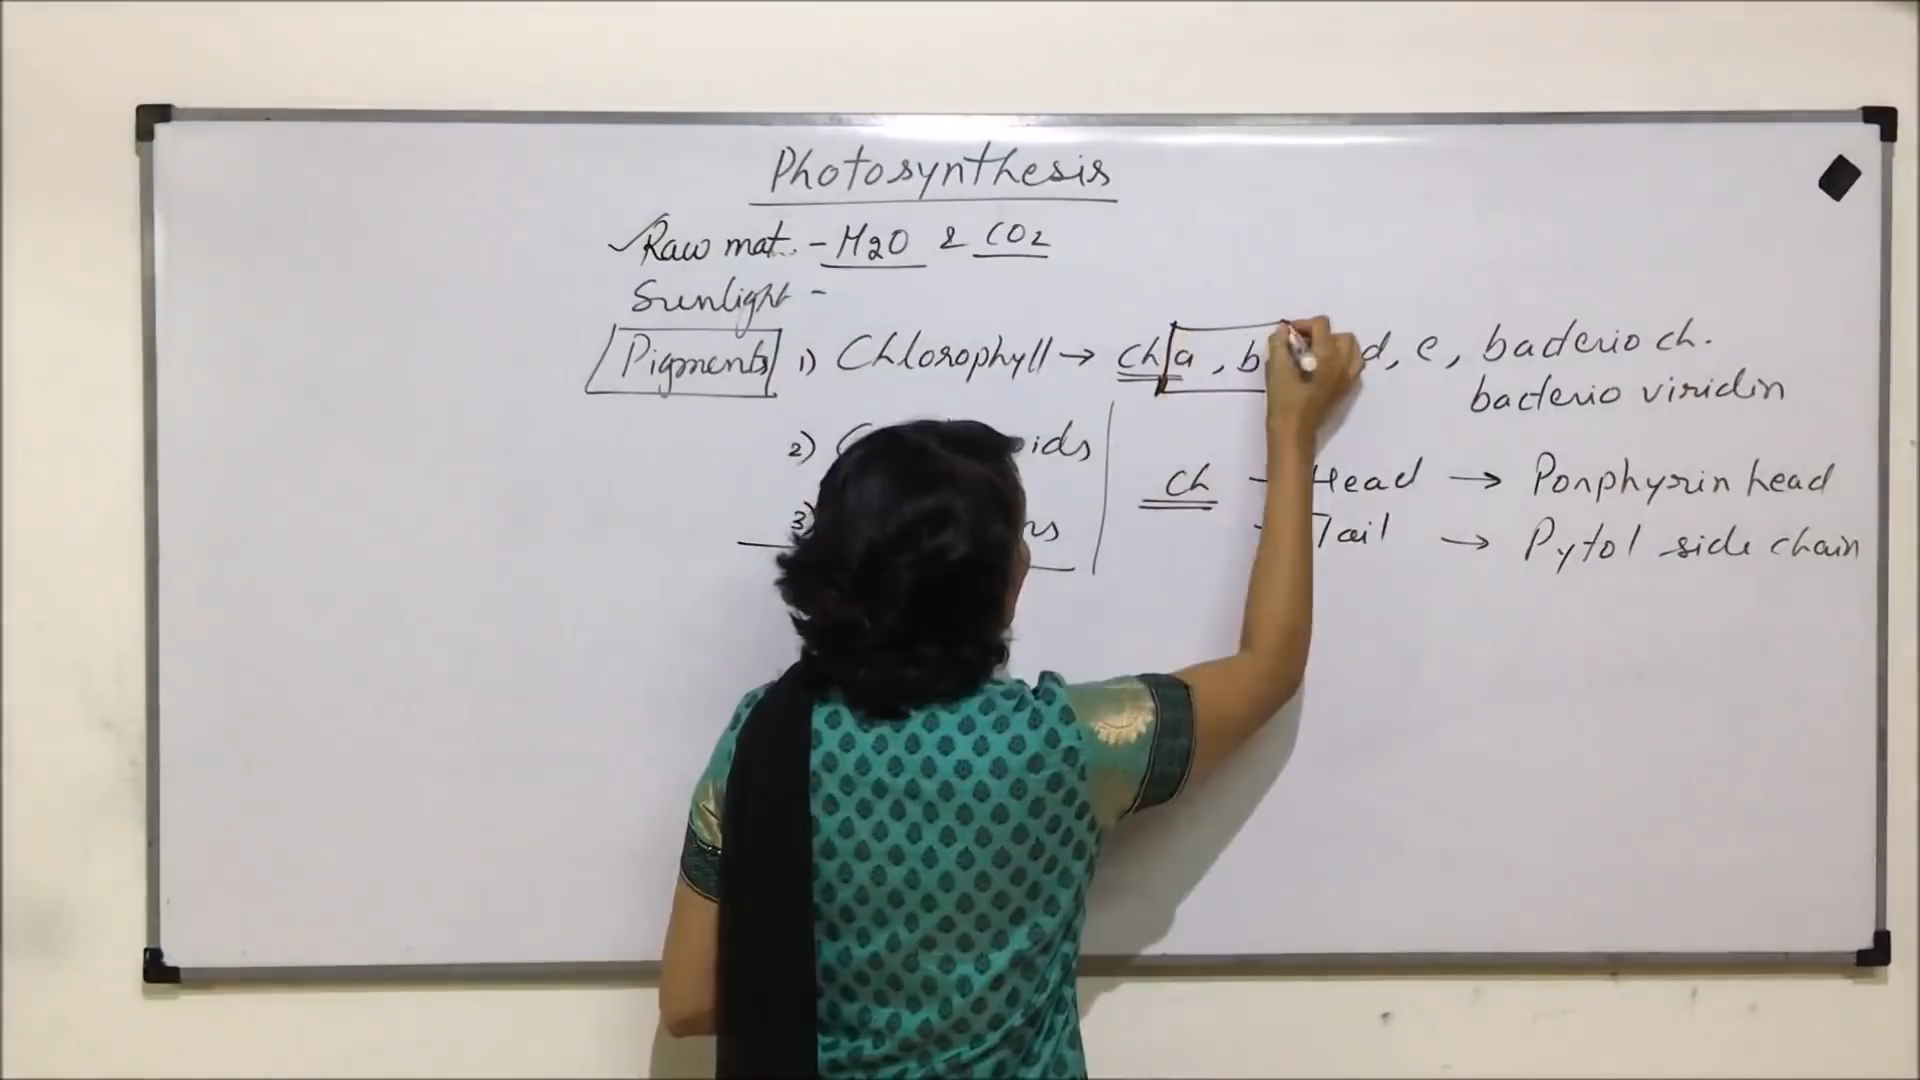 Photosynthesis
Raw mat. - H2O & CO2
Sunlight -
Pigments 1) Chlorophyll → Ch a, b d, e, bacterio ch.
bacterio viridin
2)
3)
Ch - Head → Porphyrin head
- Tail → Pytol side chain